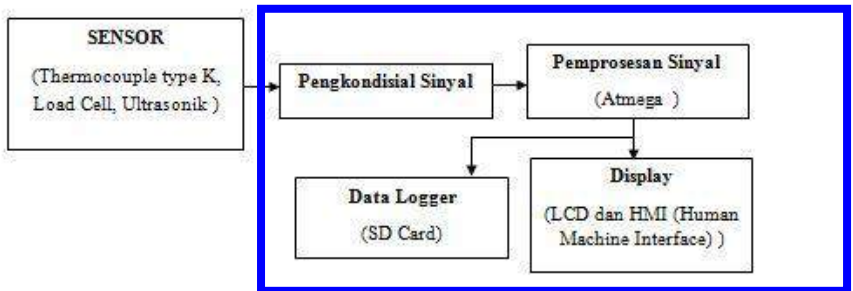 SENSOR
(Thermocouple type K,
Load Cell, Ultrasonik )
Pengkondisial Sinyal
Pemprosesan Sinyal
(Atmega )
Data Logger
(SD Card)
Display
(LCD dan HMI (Human
Machine Interface) )